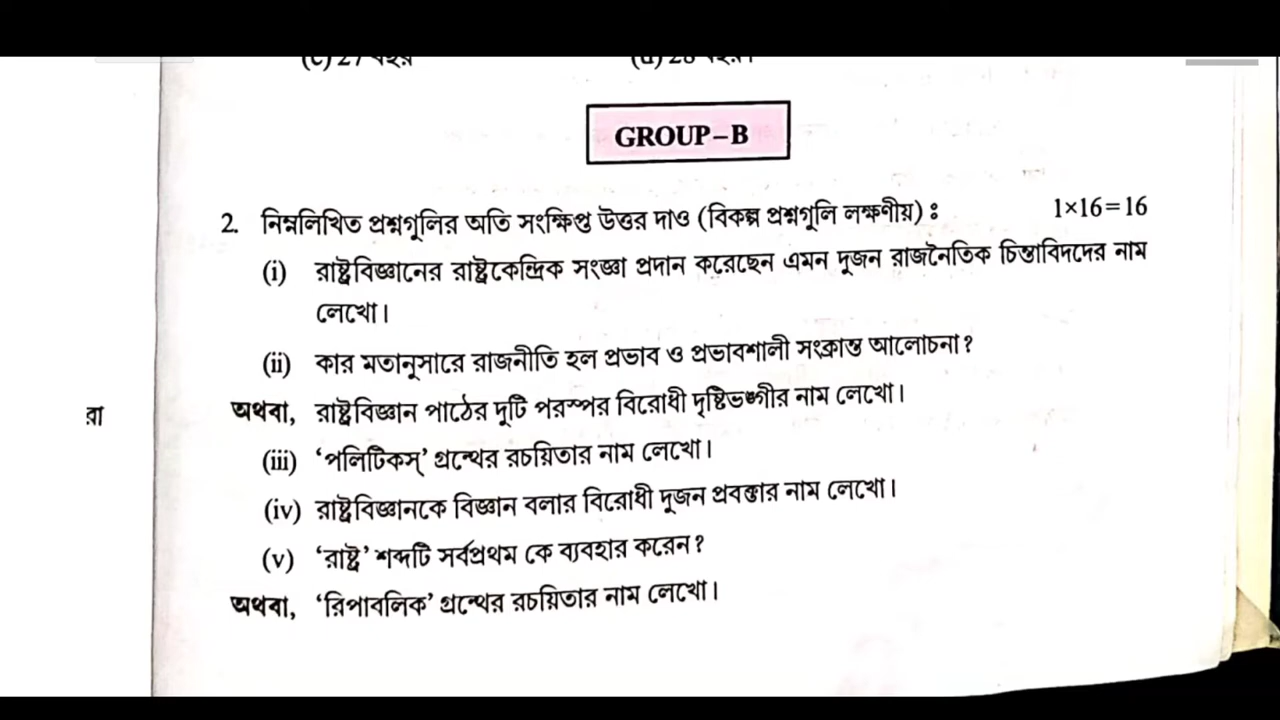 GROUP–B
2. নিম্নলিখিত প্রশ্নগুলির অতি সংক্ষিপ্ত উত্তর দাও (বিকল্প প্রশ্নগুলি লক্ষণীয়) : 1×16=16
(i) রাষ্ট্রবিজ্ঞানের রাষ্ট্রকেন্দ্রিক সংজ্ঞা প্রদান করেছেন এমন দুজন রাজনৈতিক চিন্তাবিদদের নাম
লেখো।
(ii) কার মতানুসারে রাজনীতি হল প্রভাব ও প্রভাবশালী সংক্রান্ত আলোচনা?
অথবা, রাষ্ট্রবিজ্ঞান পাঠের দুটি পরস্পর বিরোধী দৃষ্টিভঙ্গীর নাম লেখো।
রা
(iii) ‘পলিটিকস্’ গ্রন্থের রচয়িতার নাম লেখো।
(iv) রাষ্ট্রবিজ্ঞানকে বিজ্ঞান বলার বিরোধী দুজন প্রবক্তার নাম লেখো।
(v) ‘রাষ্ট্র’ শব্দটি সর্বপ্রথম কে ব্যবহার করেন?
অথবা, ‘রিপাবলিক’ গ্রন্থের রচয়িতার নাম লেখো।